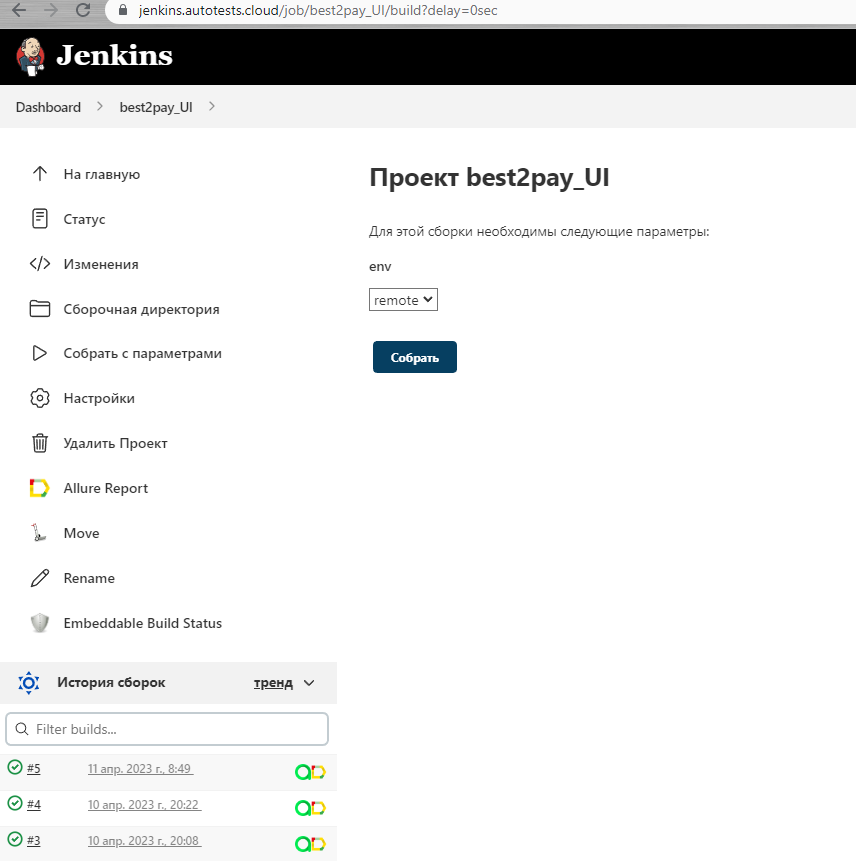 jenkins.autotests.cloud/job/best2pay_UI/build?delay=0sec
Jenkins
Dashboard > best2pay_UI >
На главную
Статус
Изменения
Сборочная директория
Собрать с параметрами
Настройки
Удалить Проект
Allure Report
Move
Rename
Embeddable Build Status
История сборок тренд
Filter builds...
#5 11 апр. 2023 г., 8:49
#4 10 апр. 2023 г., 20:22
#3 10 апр. 2023 г., 20:08
Проект best2pay_UI
Для этой сборки необходимы следующие параметры:
env
remote
Собрать